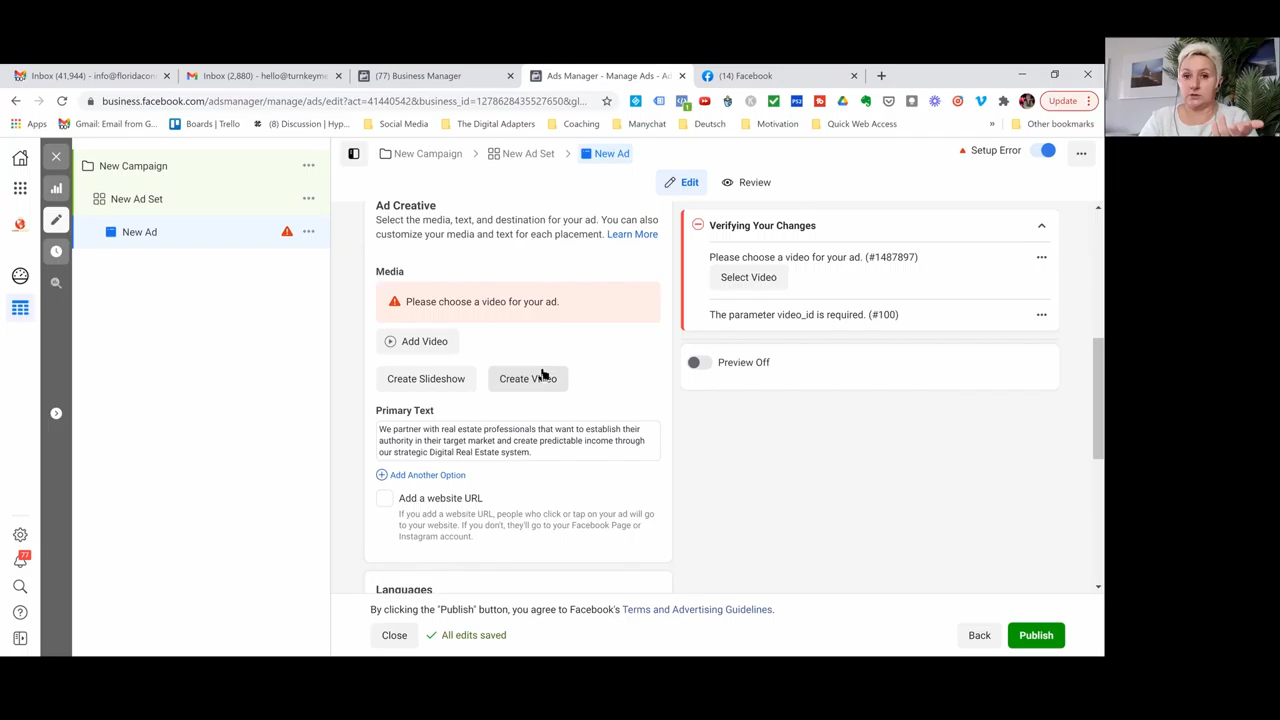 Inbox (41,944) - info@floridacon
Inbox (2,880) - hello@turnkeyme
(77) Business Manager
Ads Manager - Manage Ads - Ad
(14) Facebook
business.facebook.com/adsmanager/manage/ads/edit?act=41440542&business_id=1278628435527650&gl...
Update
Apps
Gmail: Email from G...
Boards | Trello
(8) Discussion | Hyp...
Social Media
The Digital Adapters
Coaching
Manychat
Deutsch
Motivation
Quick Web Access
»
Other bookmarks
New Campaign
New Ad Set
New Ad
New Campaign
New Ad Set
New Ad
Setup Error
Edit
Review
Ad Creative
Select the media, text, and destination for your ad. You can also
customize your media and text for each placement. Learn More
Media
Please choose a video for your ad.
Add Video
Create Slideshow
Create Video
Primary Text
We partner with real estate professionals that want to establish their
authority in their target market and create predictable income through
our strategic Digital Real Estate system.
Add Another Option
Add a website URL
If you add a website URL, people who click or tap on your ad will go
to your website. If you don't, they'll go to your Facebook Page or
Instagram account.
Languages
Verifying Your Changes
Please choose a video for your ad. (#1487897)
Select Video
The parameter video_id is required. (#100)
Preview Off
77
By clicking the "Publish" button, you agree to Facebook's Terms and Advertising Guidelines.
Close
All edits saved
Back
Publish